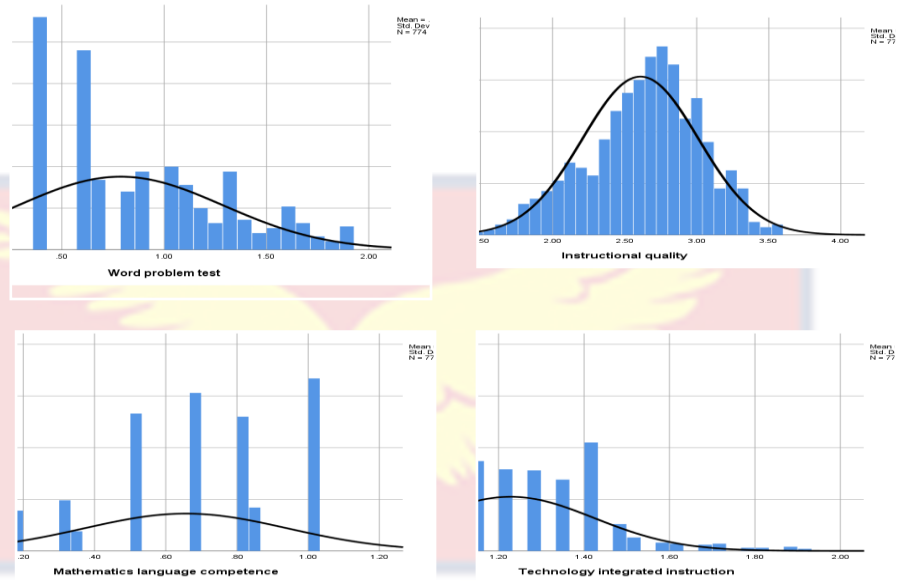 Mean = .
Std. Dev
N = 774
.50
1.00
1.50
2.00
Word problem test
Mean
Std. D
N = 77
50
2.00
2.50
3.00
3.50
4.00
Instructional quality
Mean
Std. D
N = 77
.20
.40
.60
.80
1.00
1.20
Mathematics language competence
Mean
Std. D
N = 77
1.20
1.40
1.60
1.80
2.00
Technology integrated instruction